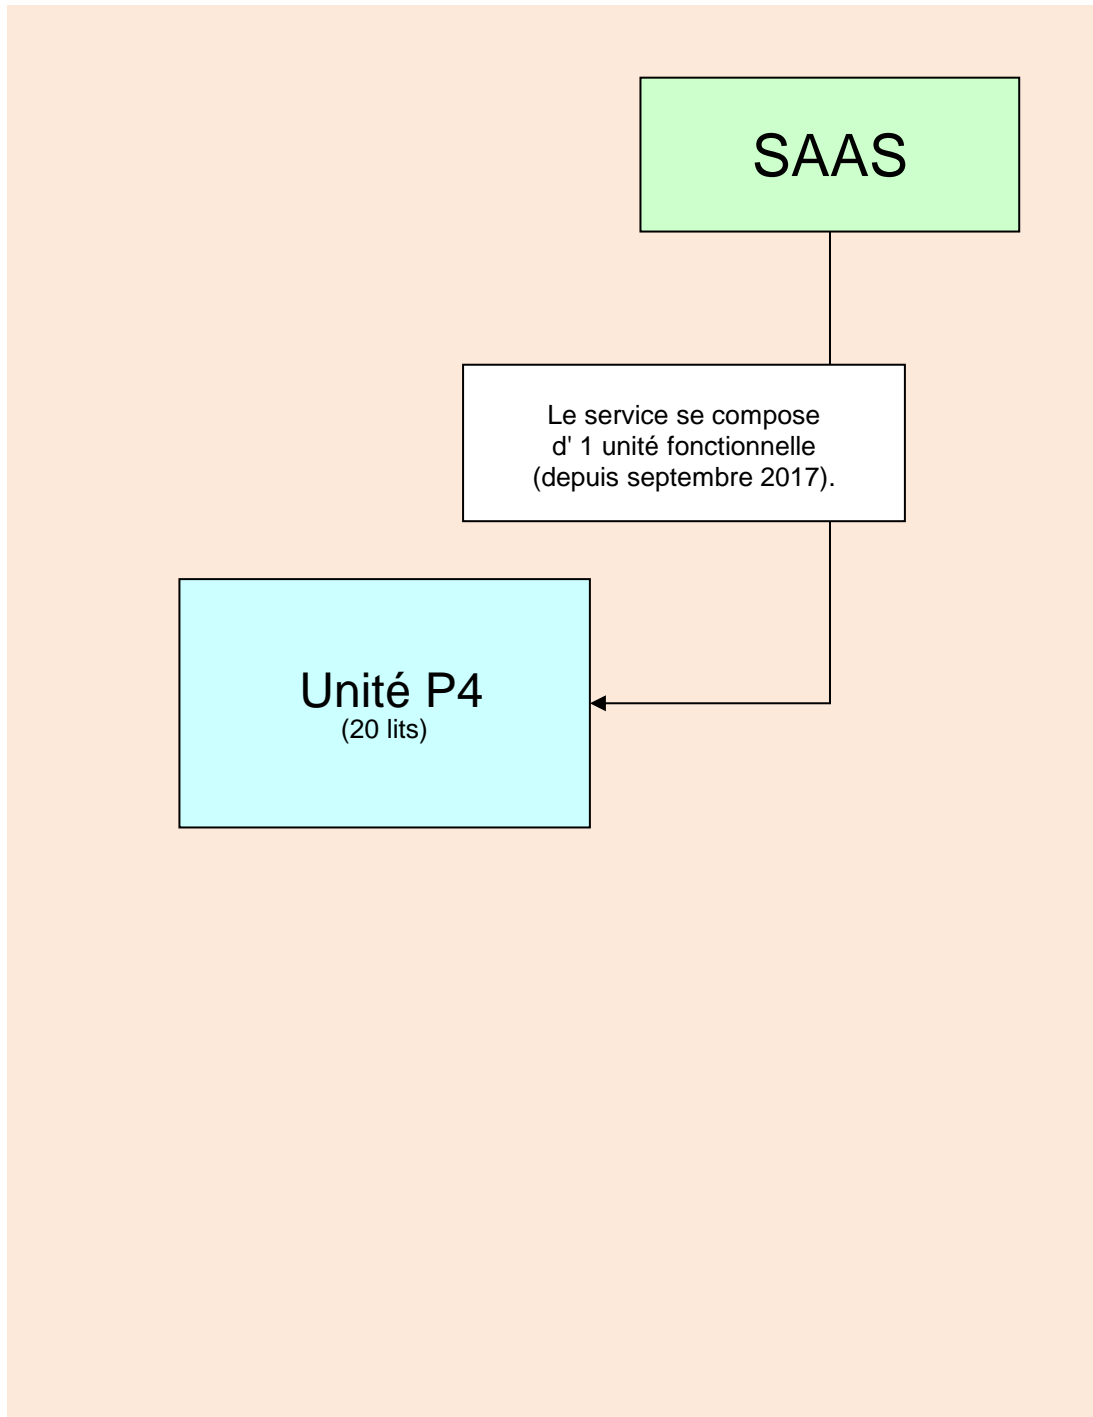 SAAS
Le service se compose
d' 1 unité fonctionnelle
(depuis septembre 2017).
Unité P4
(20 lits)